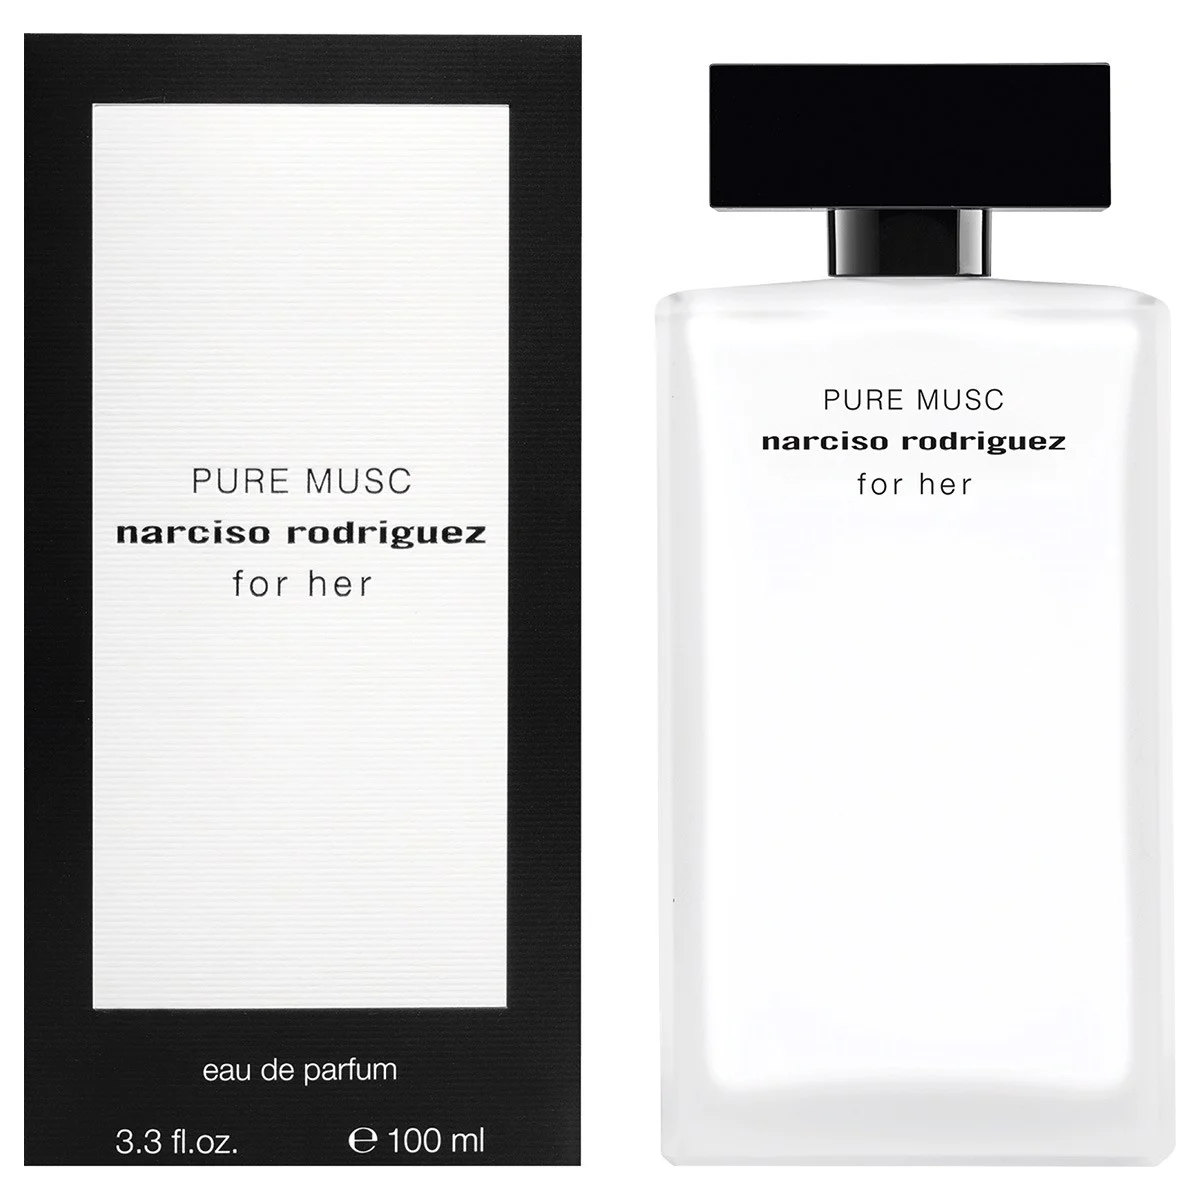 PURE MUSC
narciso rodriguez
for her
eau de parfum
3.3 fl.oz. ℮ 100 ml
PURE MUSC
narciso rodriguez
for her